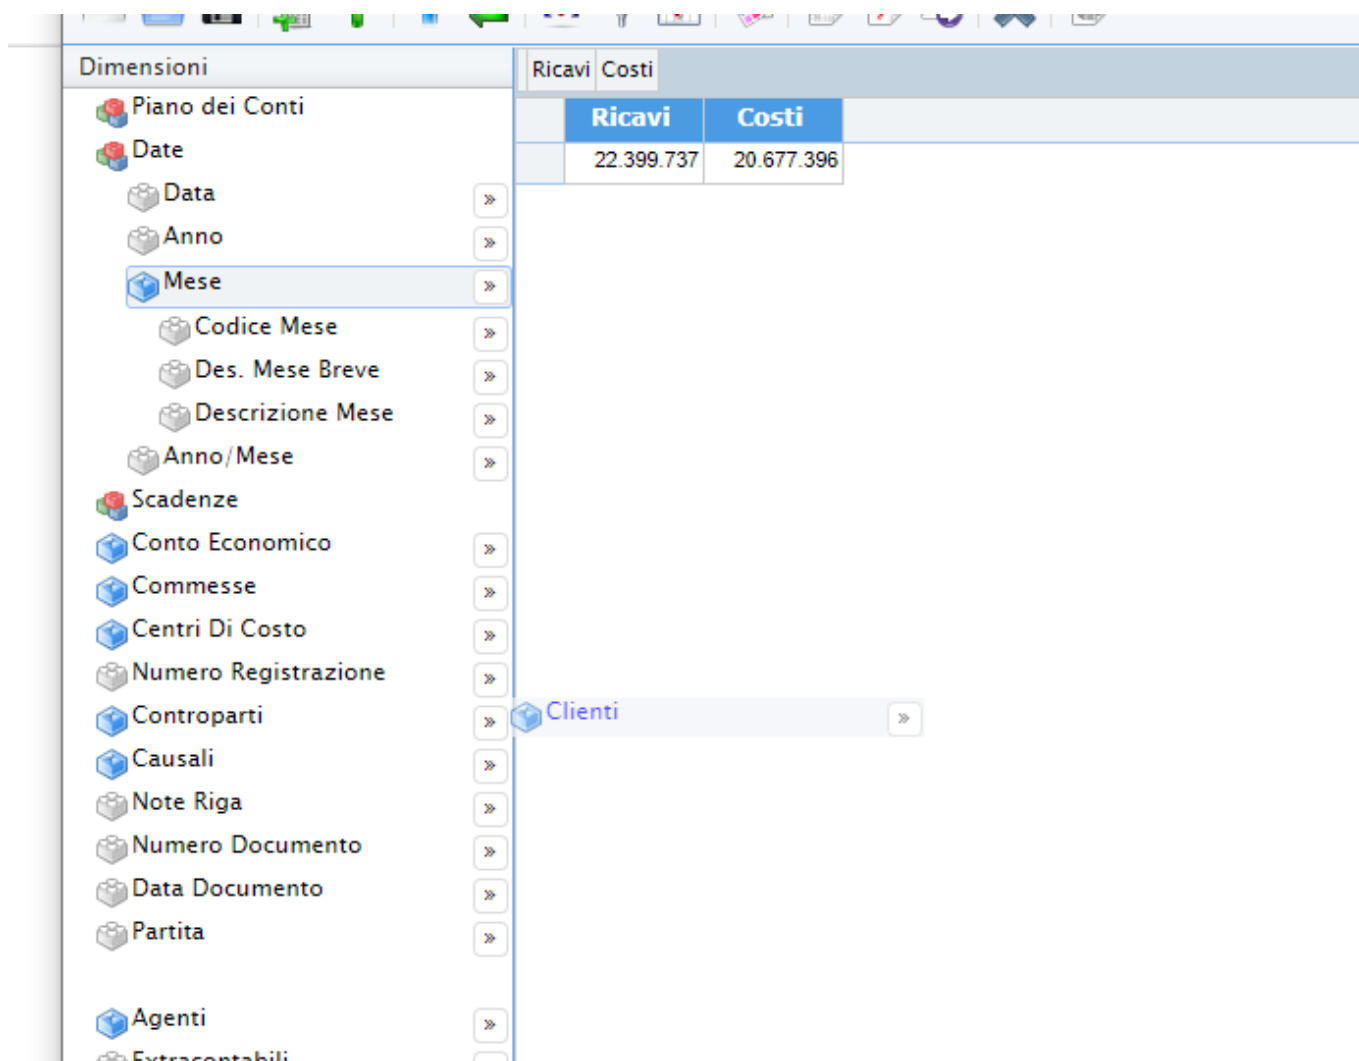 Dimensioni
Ricavi Costi
Piano dei Conti
Ricavi Costi
Date
22.399.737 20.677.396
Data »
Anno »
Mese »
Codice Mese »
Des. Mese Breve »
Descrizione Mese »
Anno/Mese »
Scadenze
Conto Economico »
Commesse »
Centri Di Costo »
Numero Registrazione »
Controparti »
Clienti »
Causali »
Note Riga »
Numero Documento »
Data Documento »
Partita »
Agenti »
Extracontabili